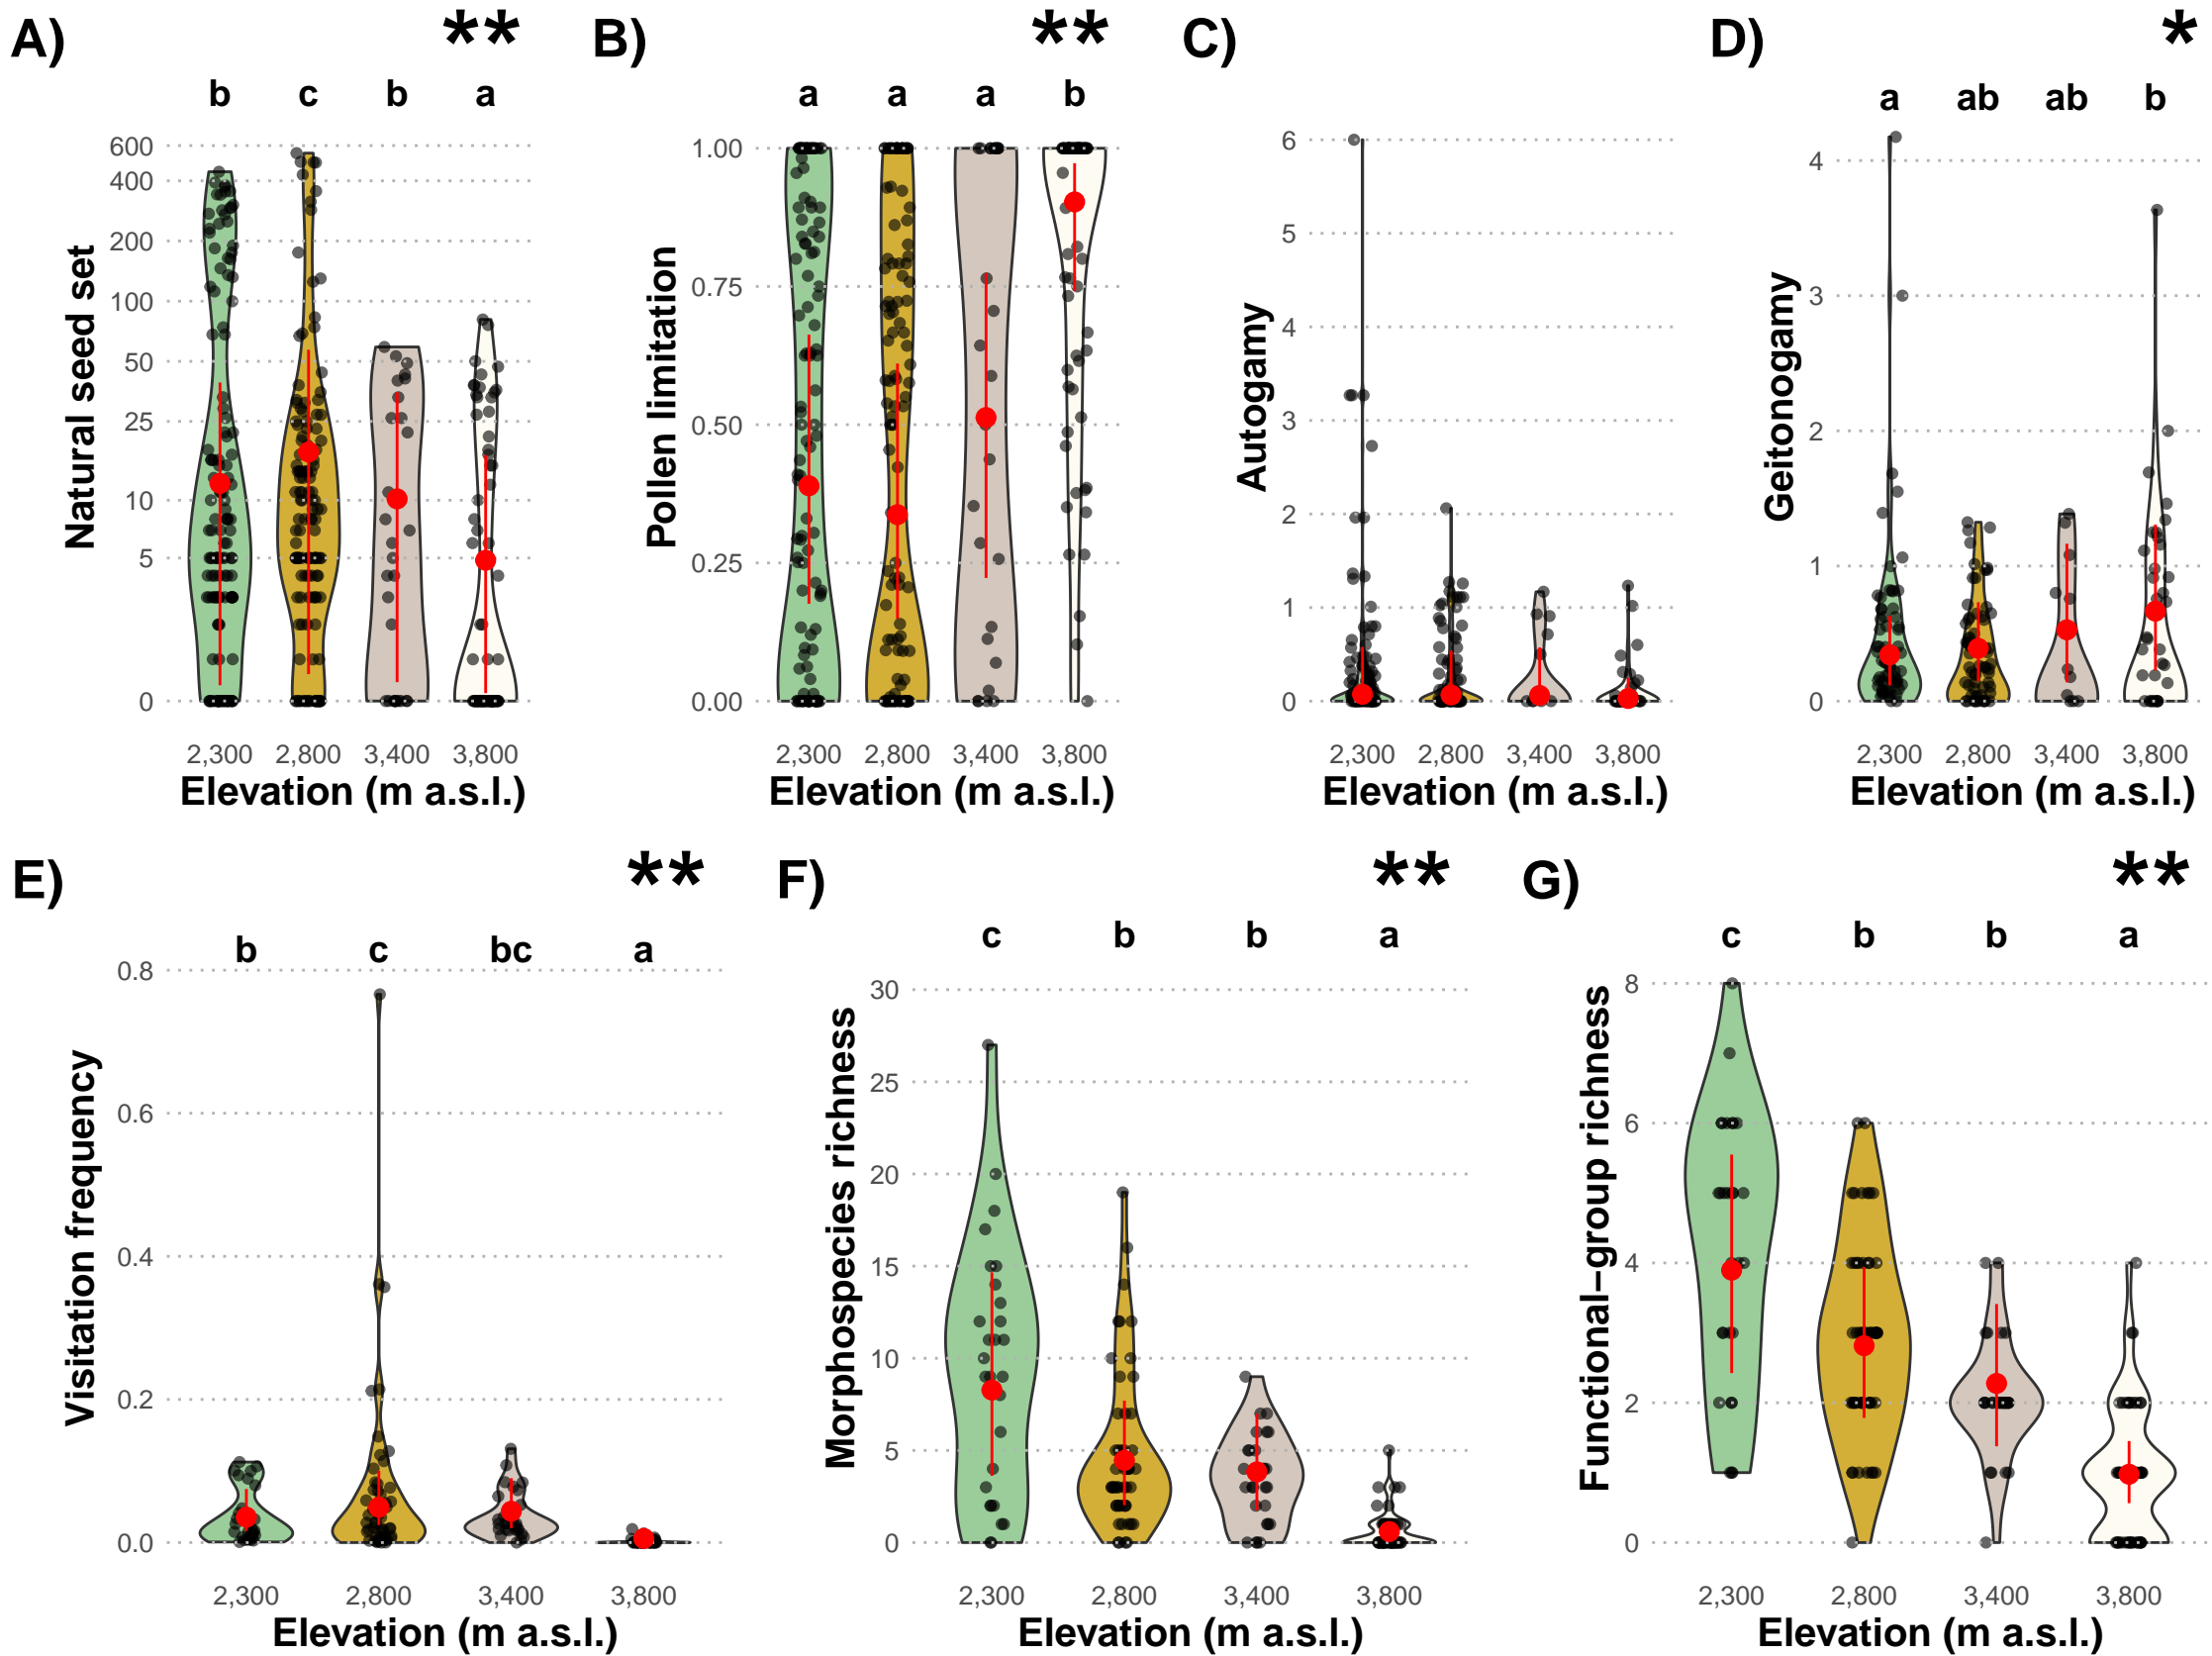 A)
**
b c b a
Natural seed set
600
400
200
100
50
25
10
5
0
2,300 2,800 3,400 3,800
Elevation (m a.s.l.)
B)
**
a a a b
Pollen limitation
1.00
0.75
0.50
0.25
0.00
2,300 2,800 3,400 3,800
Elevation (m a.s.l.)
C)
Autogamy
6
5
4
3
2
1
0
2,300 2,800 3,400 3,800
Elevation (m a.s.l.)
D)
*
a ab ab b
Geitonogamy
4
3
2
1
0
2,300 2,800 3,400 3,800
Elevation (m a.s.l.)
E)
**
b c bc a
Visitation frequency
0.8
0.6
0.4
0.2
0.0
2,300 2,800 3,400 3,800
Elevation (m a.s.l.)
F)
**
c b b a
Morphospecies richness
30
25
20
15
10
5
0
2,300 2,800 3,400 3,800
Elevation (m a.s.l.)
G)
**
c b b a
Functional−group richness
8
6
4
2
0
2,300 2,800 3,400 3,800
Elevation (m a.s.l.)